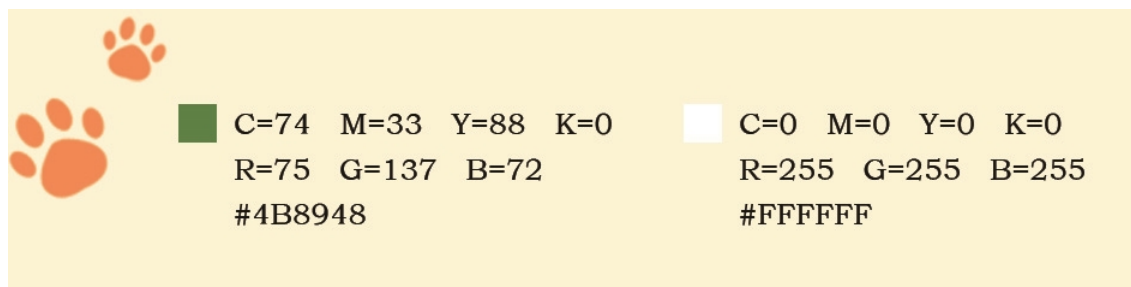 C=74 M=33 Y=88 K=0
R=75 G=137 B=72
#4B8948
C=0 M=0 Y=0 K=0
R=255 G=255 B=255
#FFFFFF